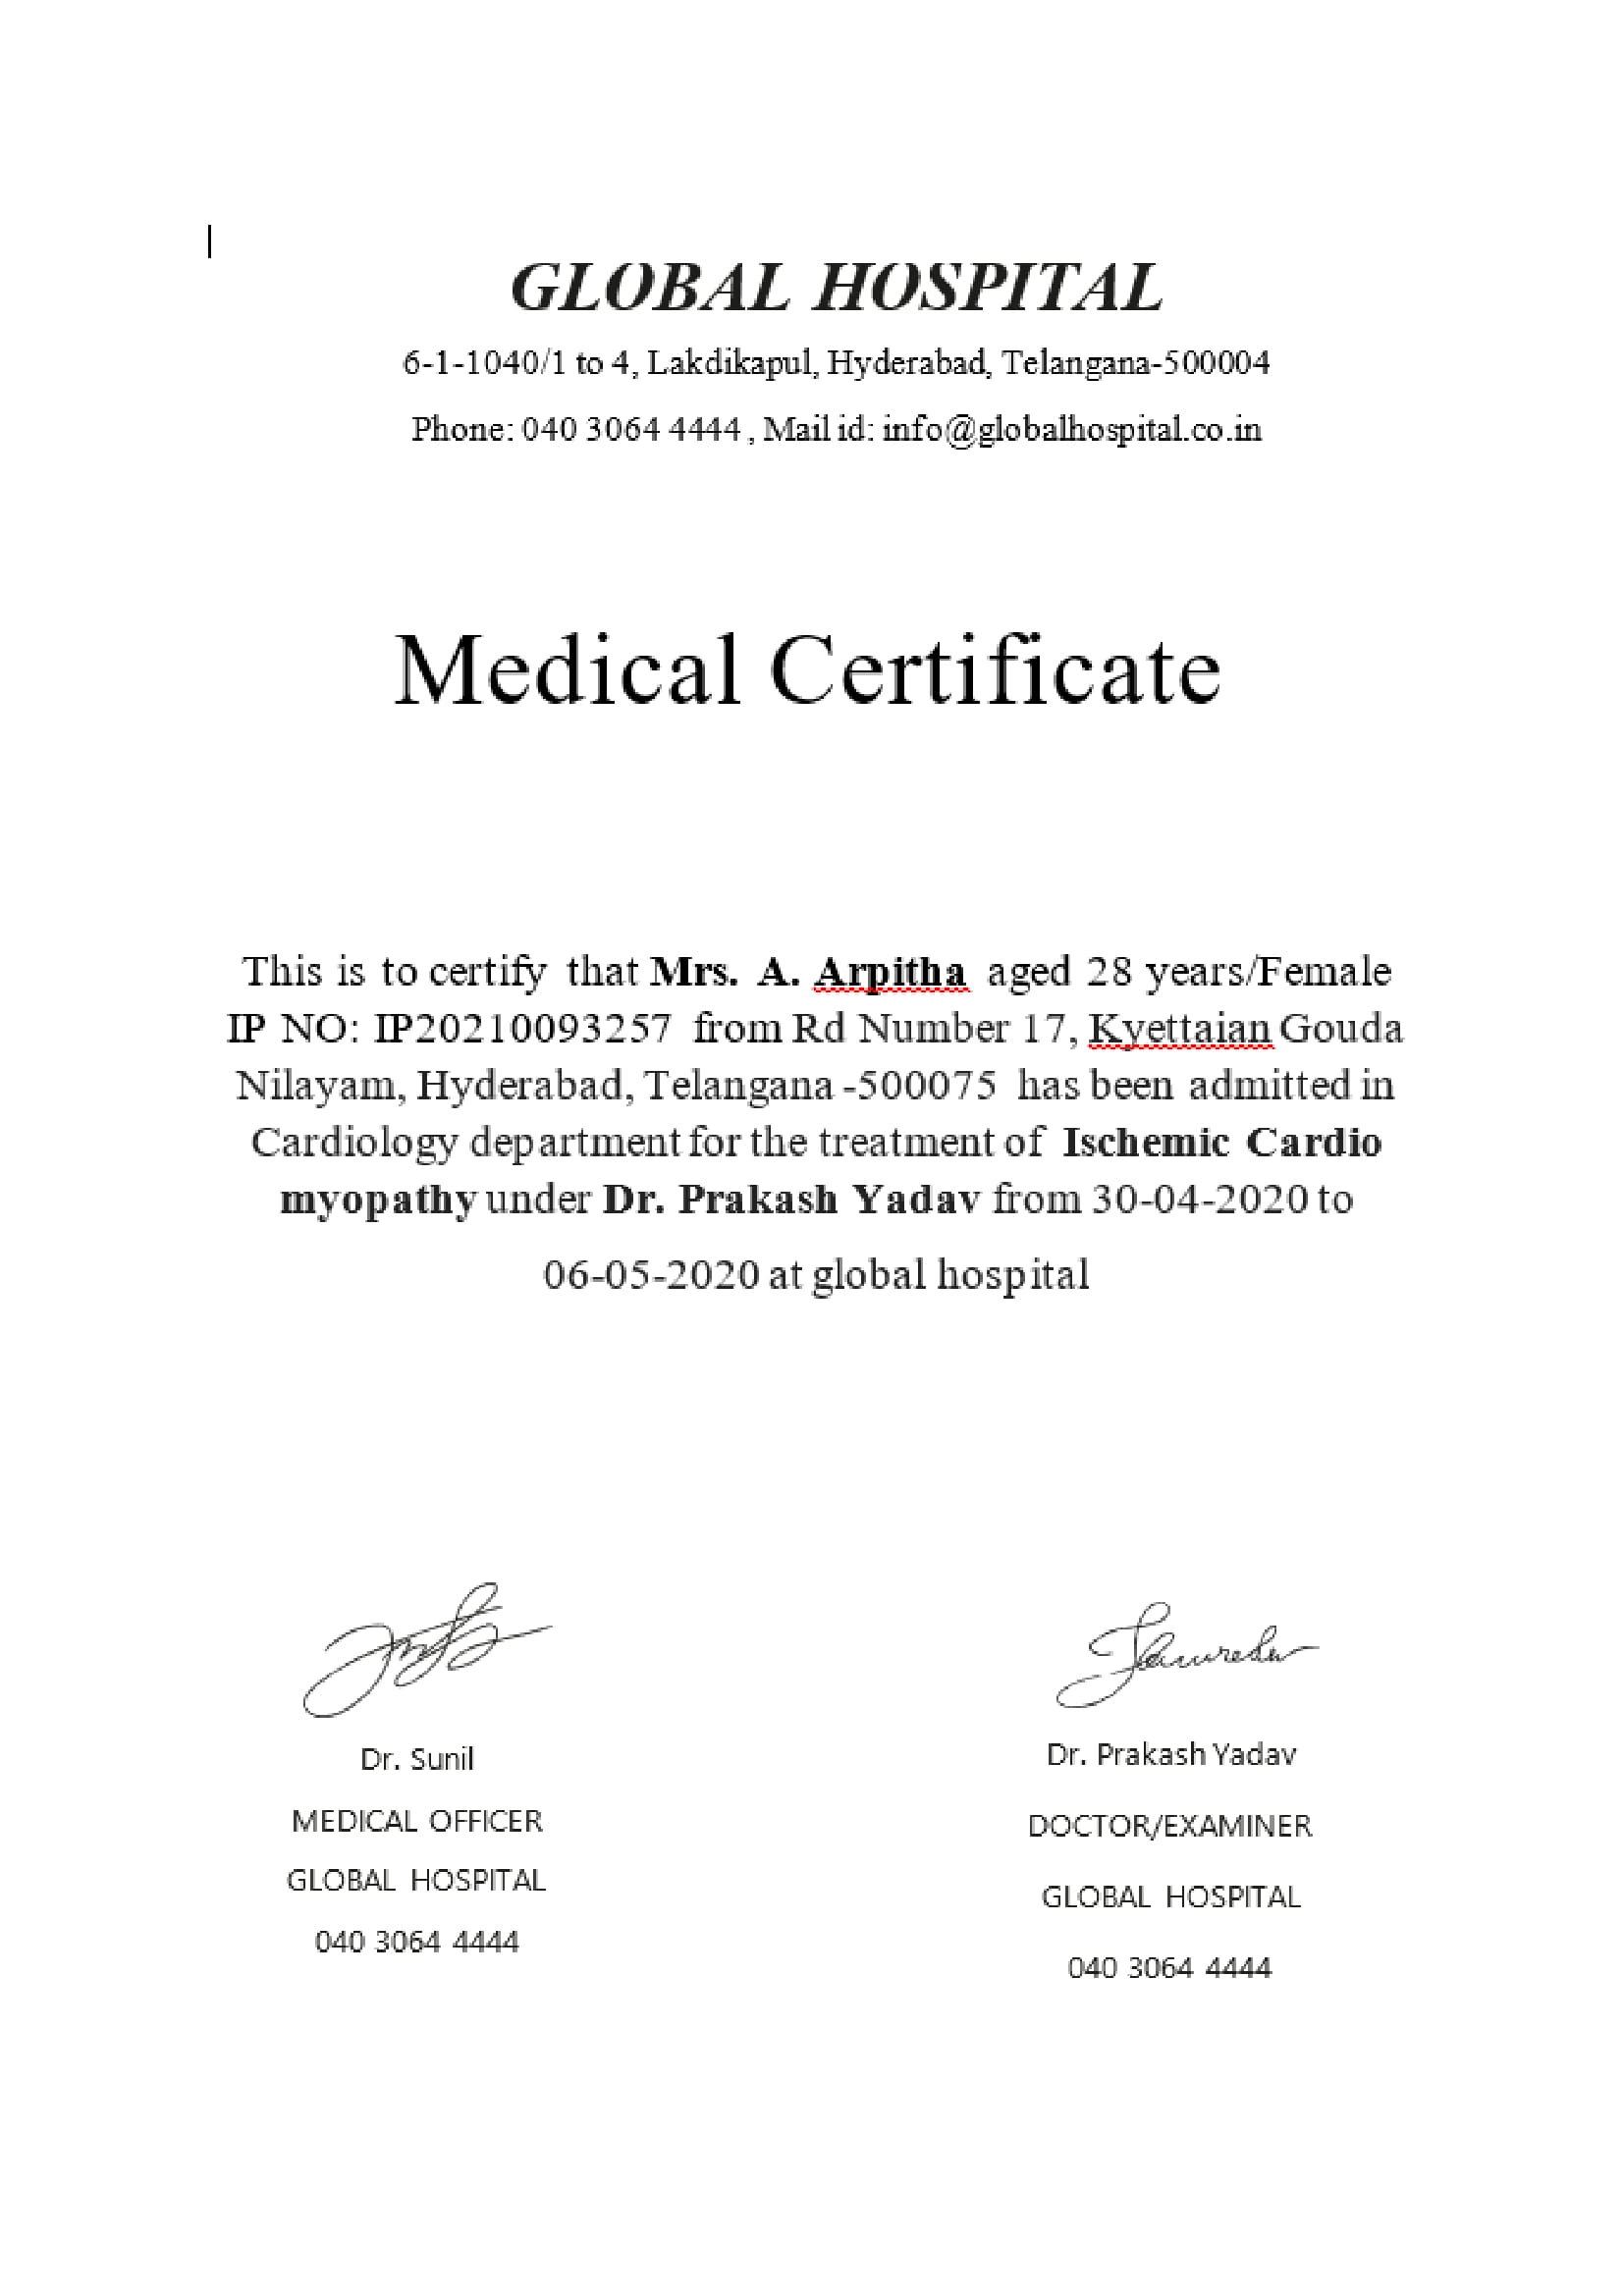 GLOBAL HOSPITAL
6-1-1040/1 to 4, Lakdikapul, Hyderabad, Telangana-500004
Phone: 040 3064 4444 , Mail id: info@globalhospital.co.in
Medical Certificate
This is to certify that Mrs. A. Arpitha aged 28 years/Female
IP NO: IP20210093257 from Rd Number 17, Kyettaian Gouda
Nilayam, Hyderabad, Telangana -500075 has been admitted in
Cardiology department for the treatment of Ischemic Cardio
myopathy under Dr. Prakash Yadav from 30-04-2020 to
06-05-2020 at global hospital
Dr. Sunil
MEDICAL OFFICER
GLOBAL HOSPITAL
040 3064 4444
Dr. Prakash Yadav
DOCTOR/EXAMINER
GLOBAL HOSPITAL
040 3064 4444